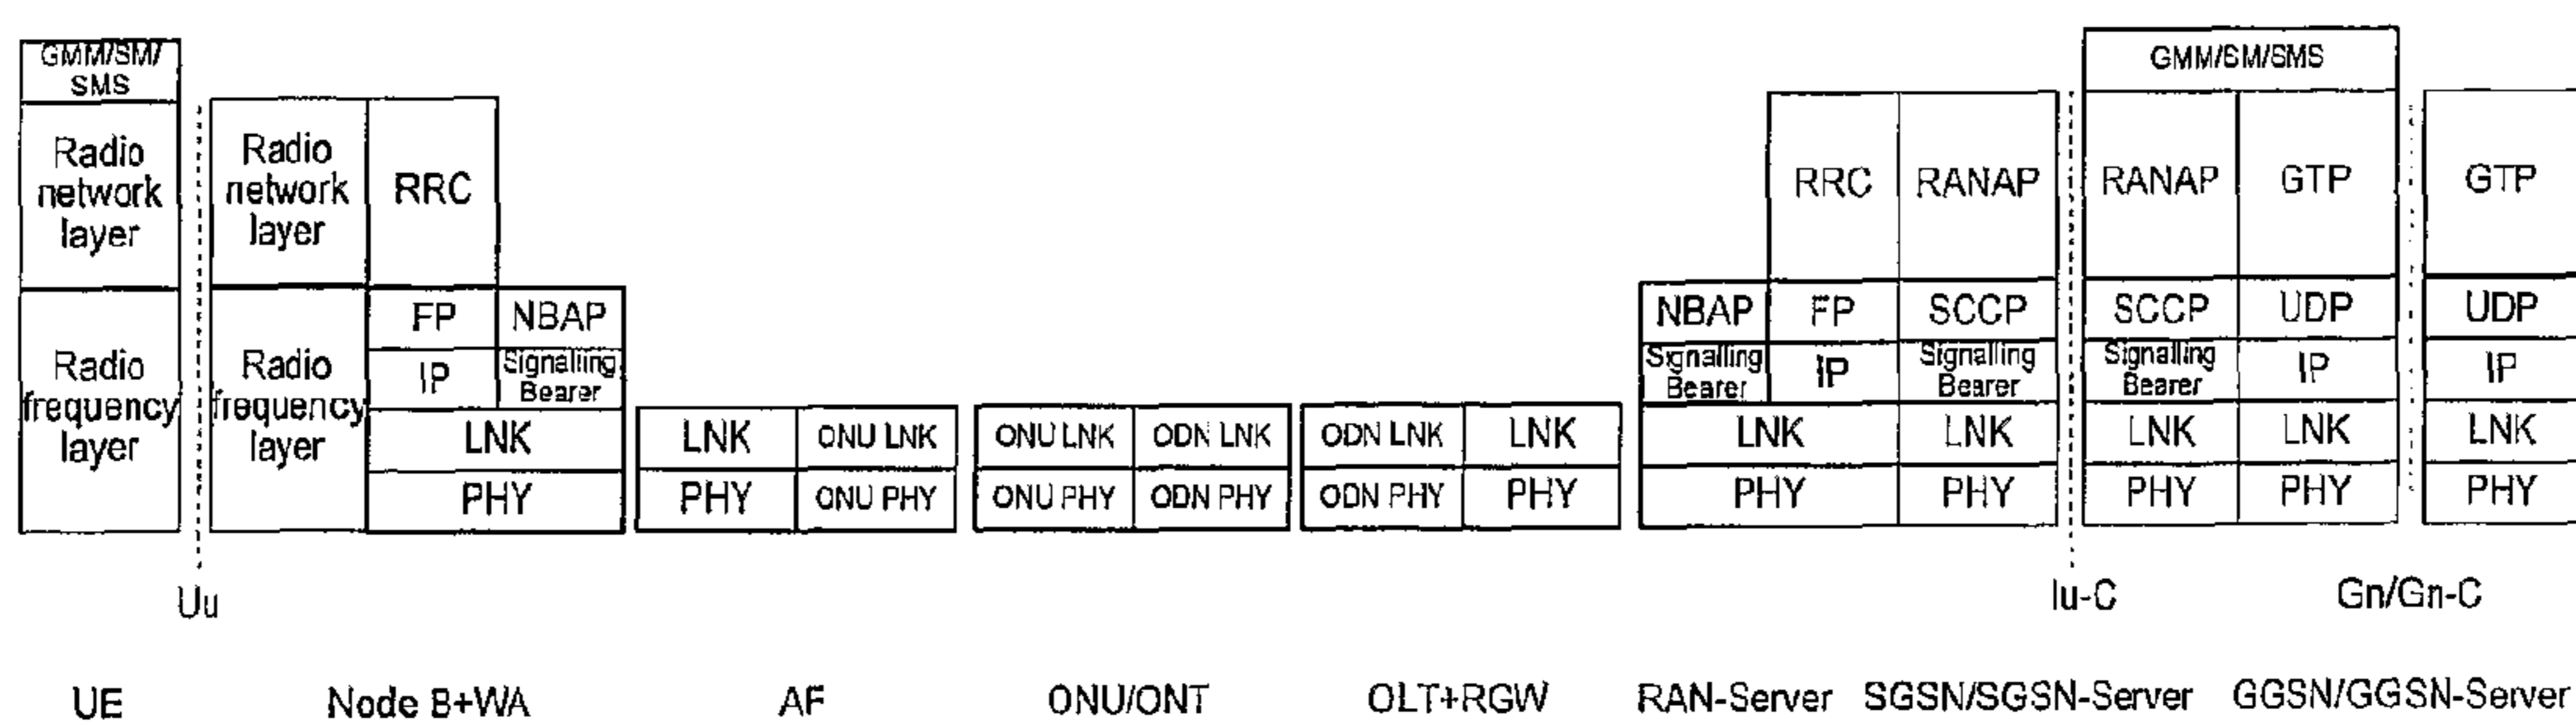 GMM/SM/
SMS
Radio
network
layer
Radio
frequency
layer
Radio
network
layer
Radio
frequency
layer
RRC
FP
NBAP
IP
Signalling
Bearer
LNK
PHY
LNK
ONU LNK
PHY
ONU PHY
ONU LNK
ODN LNK
ONU PHY
ODN PHY
ODN LNK
LNK
ODN PHY
PHY
RRC
RANAP
NBAP
FP
SCCP
Signalling
Bearer
IP
Signalling
Bearer
LNK
LNK
PHY
PHY
GMM/SM/SMS
RANAP
GTP
SCCP
UDP
Signalling
Bearer
IP
LNK
LNK
PHY
PHY
GTP
UDP
IP
LNK
PHY
Uu
Iu-C
Gn/Gn-C
UE
Node B+WA
AF
ONU/ONT
OLT+RGW
RAN-Server
SGSN/SGSN-Server
GGSN/GGSN-Server